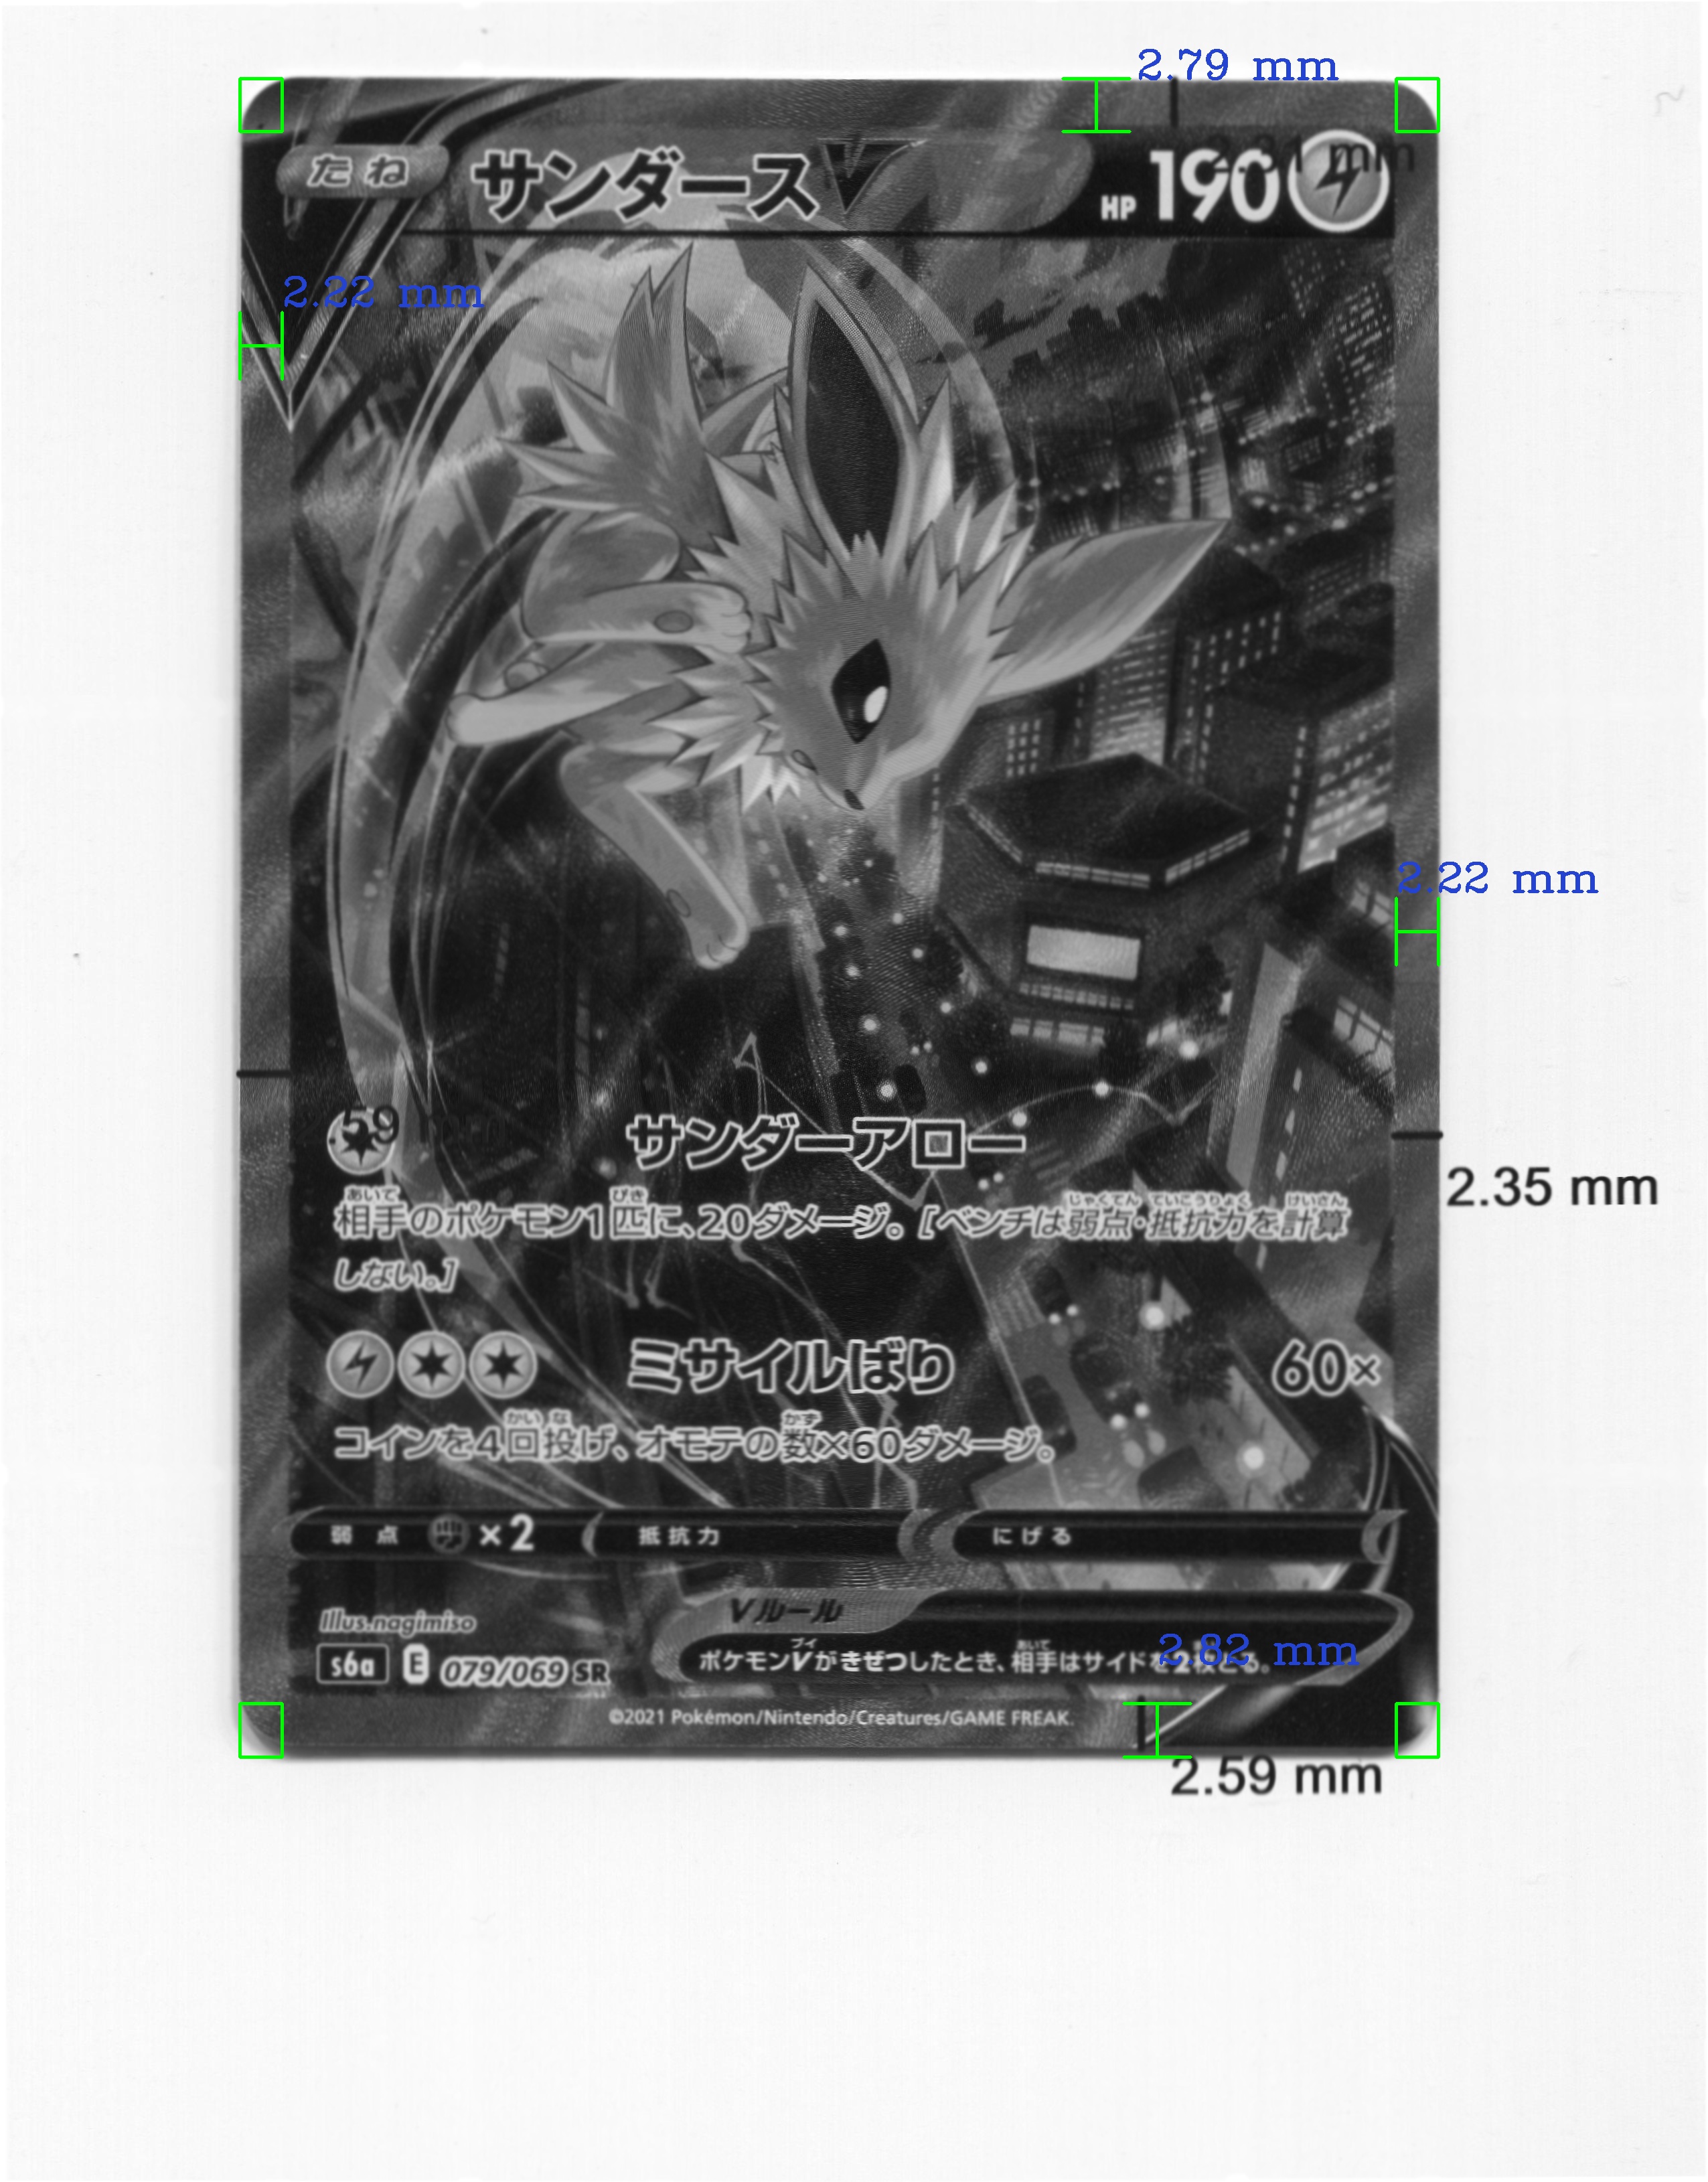 2.79 mm
たね サンダース V HP 190
2.22 mm
2.22 mm
59
サンダーアロー
2.35 mm
相手のポケモン1匹に、20ダメージ。[ベンチは弱点・抵抗力を計算
しない。]
ミサイルばり 60×
コインを4回投げ、オモテの数×60ダメージ。
弱点 ×2 抵抗力 にげる
Illus.nagimiso
Vルール
s6a E 079/069 SR
ポケモンVがきぜつしたとき、相手はサイドを2枚とる。
2.82 mm
©2021 Pokémon/Nintendo/Creatures/GAME FREAK.
2.59 mm